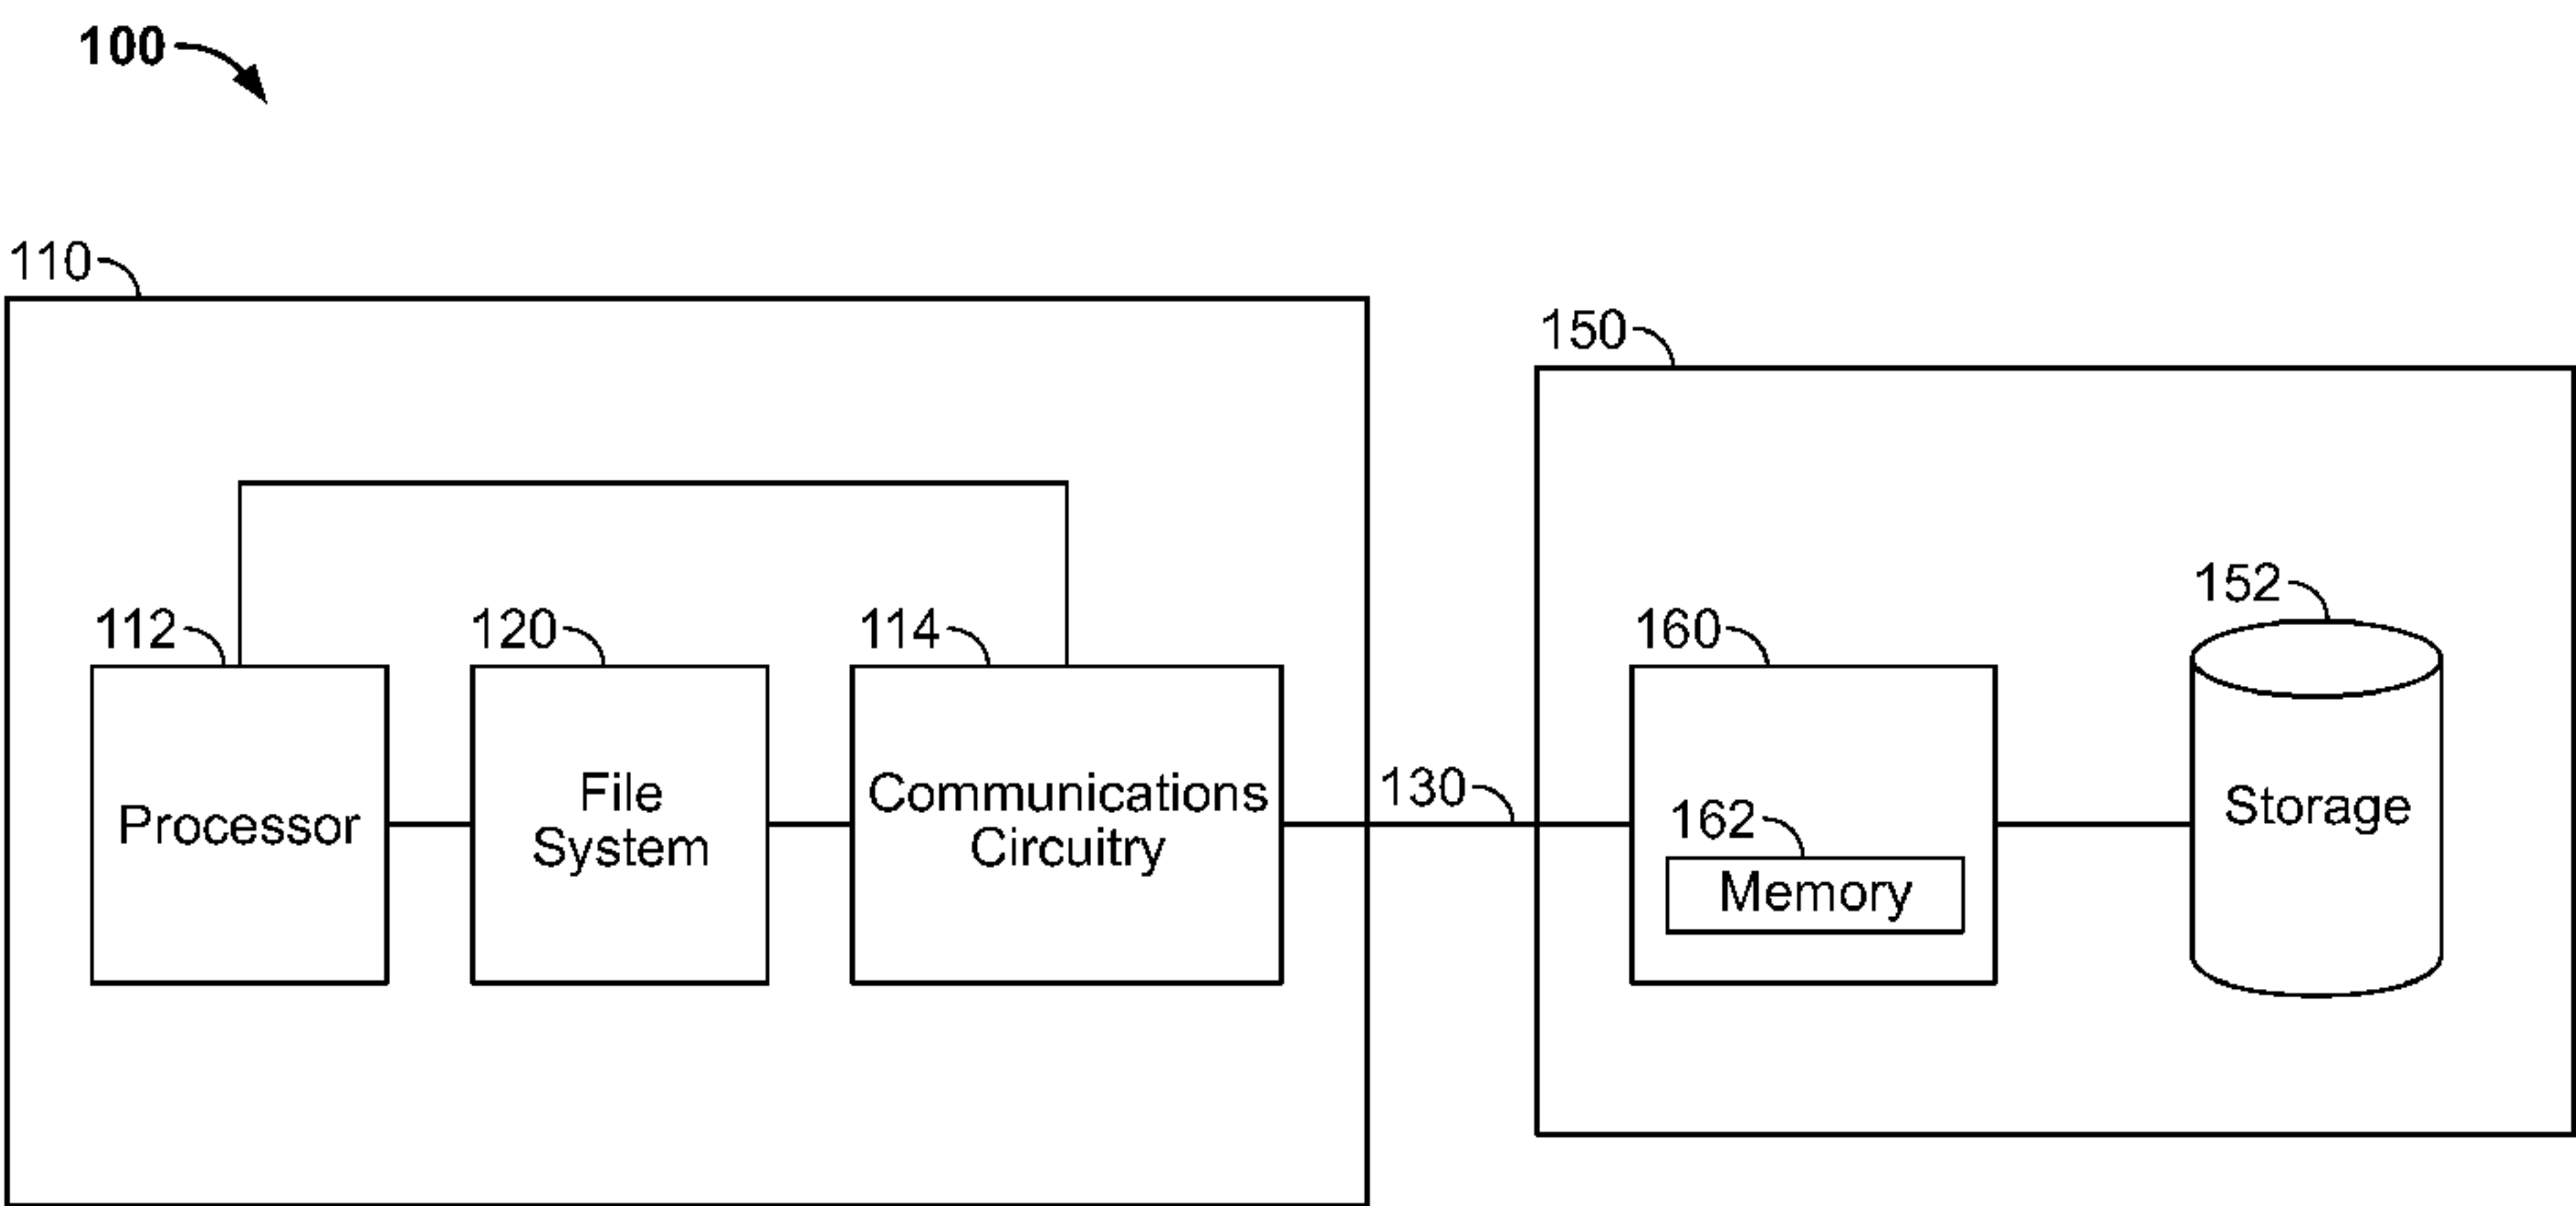 100
110
150
112
120
114
160
152
Processor
File
System
Communications
Circuitry
130
162
Memory
Storage